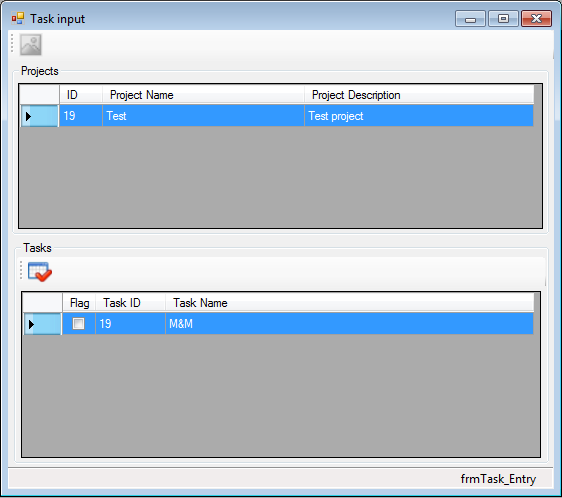 Task input
Projects
ID Project Name Project Description
19 Test Test project
Tasks
Flag Task ID Task Name
19 M&M
frmTask_Entry